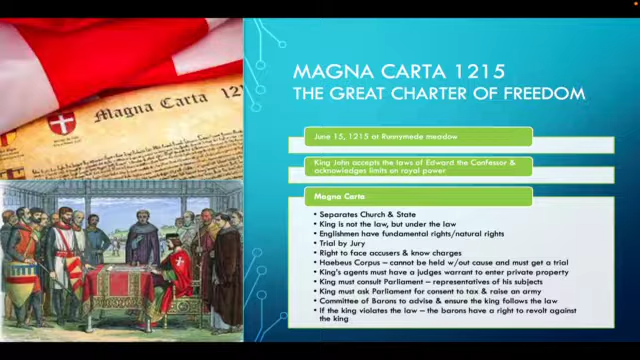 Magna Carta 12
MAGNA CARTA 1215
THE GREAT CHARTER OF FREEDOM
June 15, 1215 at Runnymede meadow
King John accepts the laws of Edward the Confessor &
acknowledges limits on royal power
Magna Carta
• Separates Church & State
• King is not the law, but under the law
• Englishmen have fundamental rights/natural rights
• Trial by Jury
• Right to face accusers & know charges
• Haebeus Corpus – cannot be held w/out cause and must get a trial
• King's agents must have a judges warrant to enter private property
• King must consult Parliament – representatives of his subjects
• King must ask Parliament for consent to tax & raise an army
• Committee of Barons to advise & ensure the king follows the law
• If the king violates the law – the barons have a right to revolt against
the king